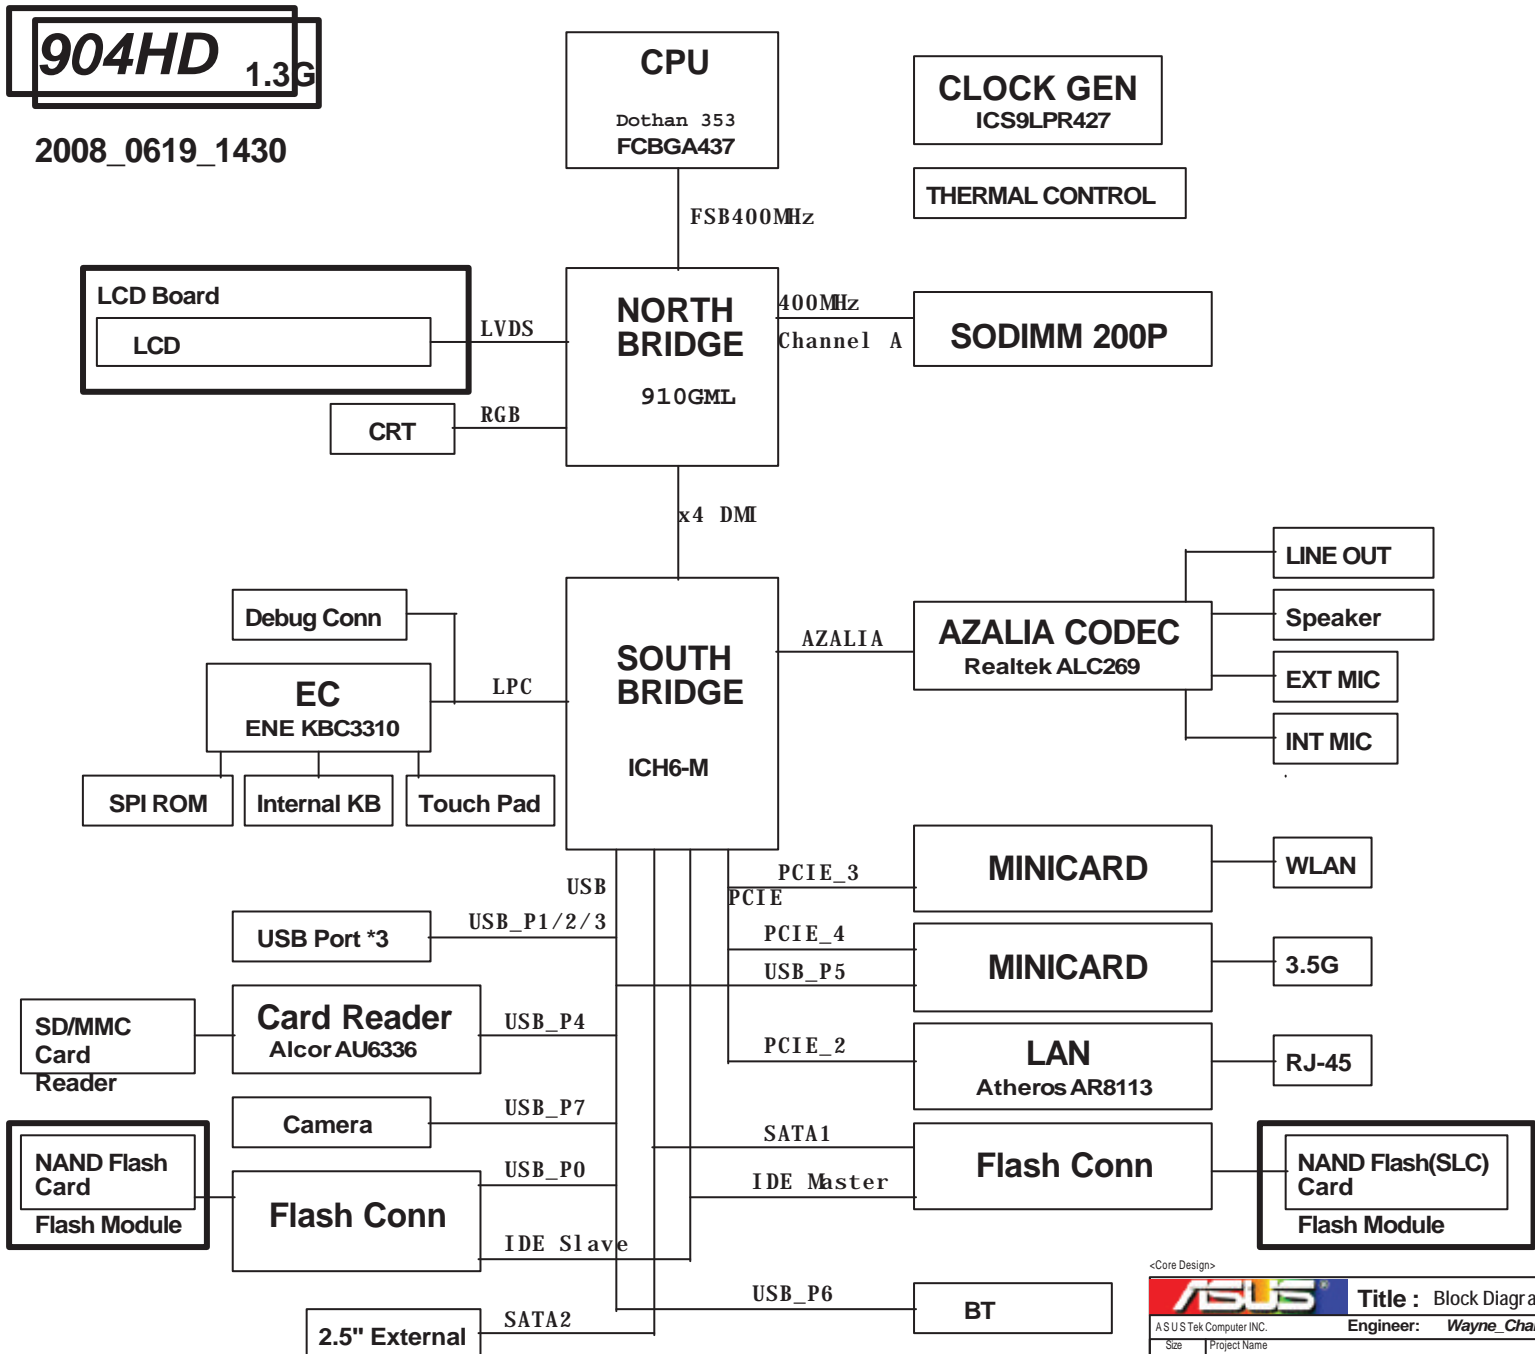 904HD 1.3G
2008_0619_1430
CPU
Dothan 353
FCBGA437
CLOCK GEN
ICS9LPR427
THERMAL CONTROL
FSB400MHz
LCD Board
LCD
LVDS
NORTH
BRIDGE
910GML
400MHz
Channel A
SODIMM 200P
CRT
RGB
x4 DMI
Debug Conn
EC
ENE KBC3310
LPC
SPI ROM
Internal KB
Touch Pad
SOUTH
BRIDGE
ICH6-M
AZALIA
AZALIA CODEC
Realtek ALC269
LINE OUT
Speaker
EXT MIC
INT MIC
USB
PCIE
PCIE_3
MINICARD
WLAN
USB Port *3
USB_P1/2/3
PCIE_4
USB_P5
MINICARD
3.5G
SD/MMC
Card
Reader
Card Reader
Alcor AU6336
USB_P4
PCIE_2
LAN
Atheros AR8113
RJ-45
Camera
USB_P7
NAND Flash
Card
Flash Module
Flash Conn
USB_P0
IDE Slave
SATA1
IDE Master
Flash Conn
NAND Flash(SLC)
Card
Flash Module
2.5" External
SATA2
USB_P6
BT
<Core Design>
ASUS ®
Title : Block Diagra
ASUSTek Computer INC.
Engineer: Wayne_Cha
Size
Project Name